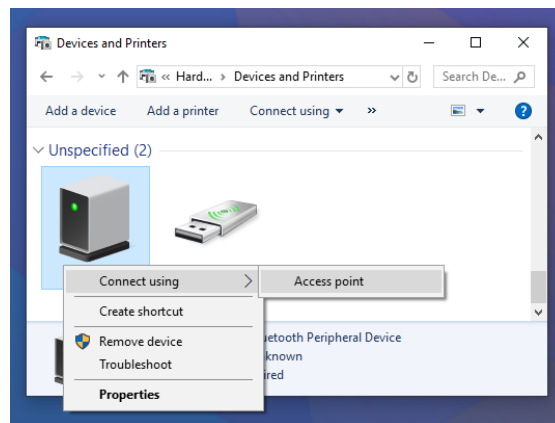 Devices and Printers
« Hard... › Devices and Printers
Search De...
Add a device Add a printer Connect using »
?
Unspecified (2)
Connect using
Access point
Create shortcut
Remove device
Troubleshoot
Properties
uetooth Peripheral Device
known
ired